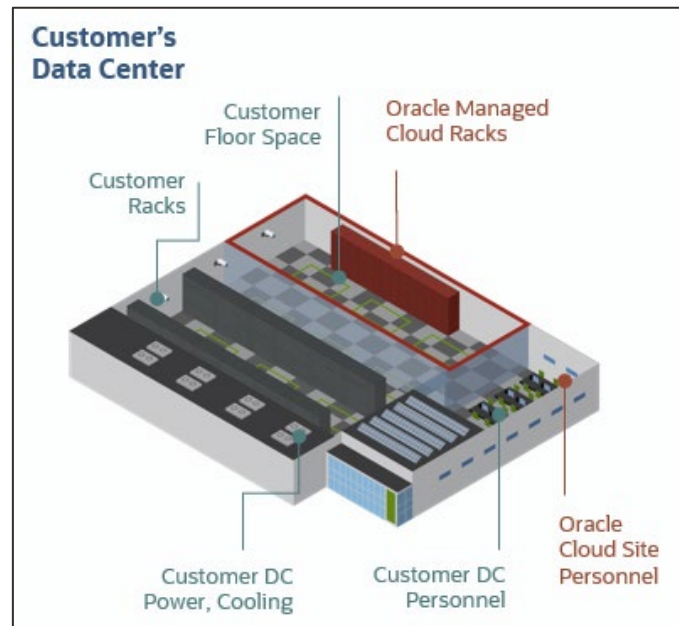 Customer's
Data Center
Customer
Floor Space
Oracle Managed
Cloud Racks
Customer
Racks
Customer DC
Power, Cooling
Customer DC
Personnel
Oracle
Cloud Site
Personnel